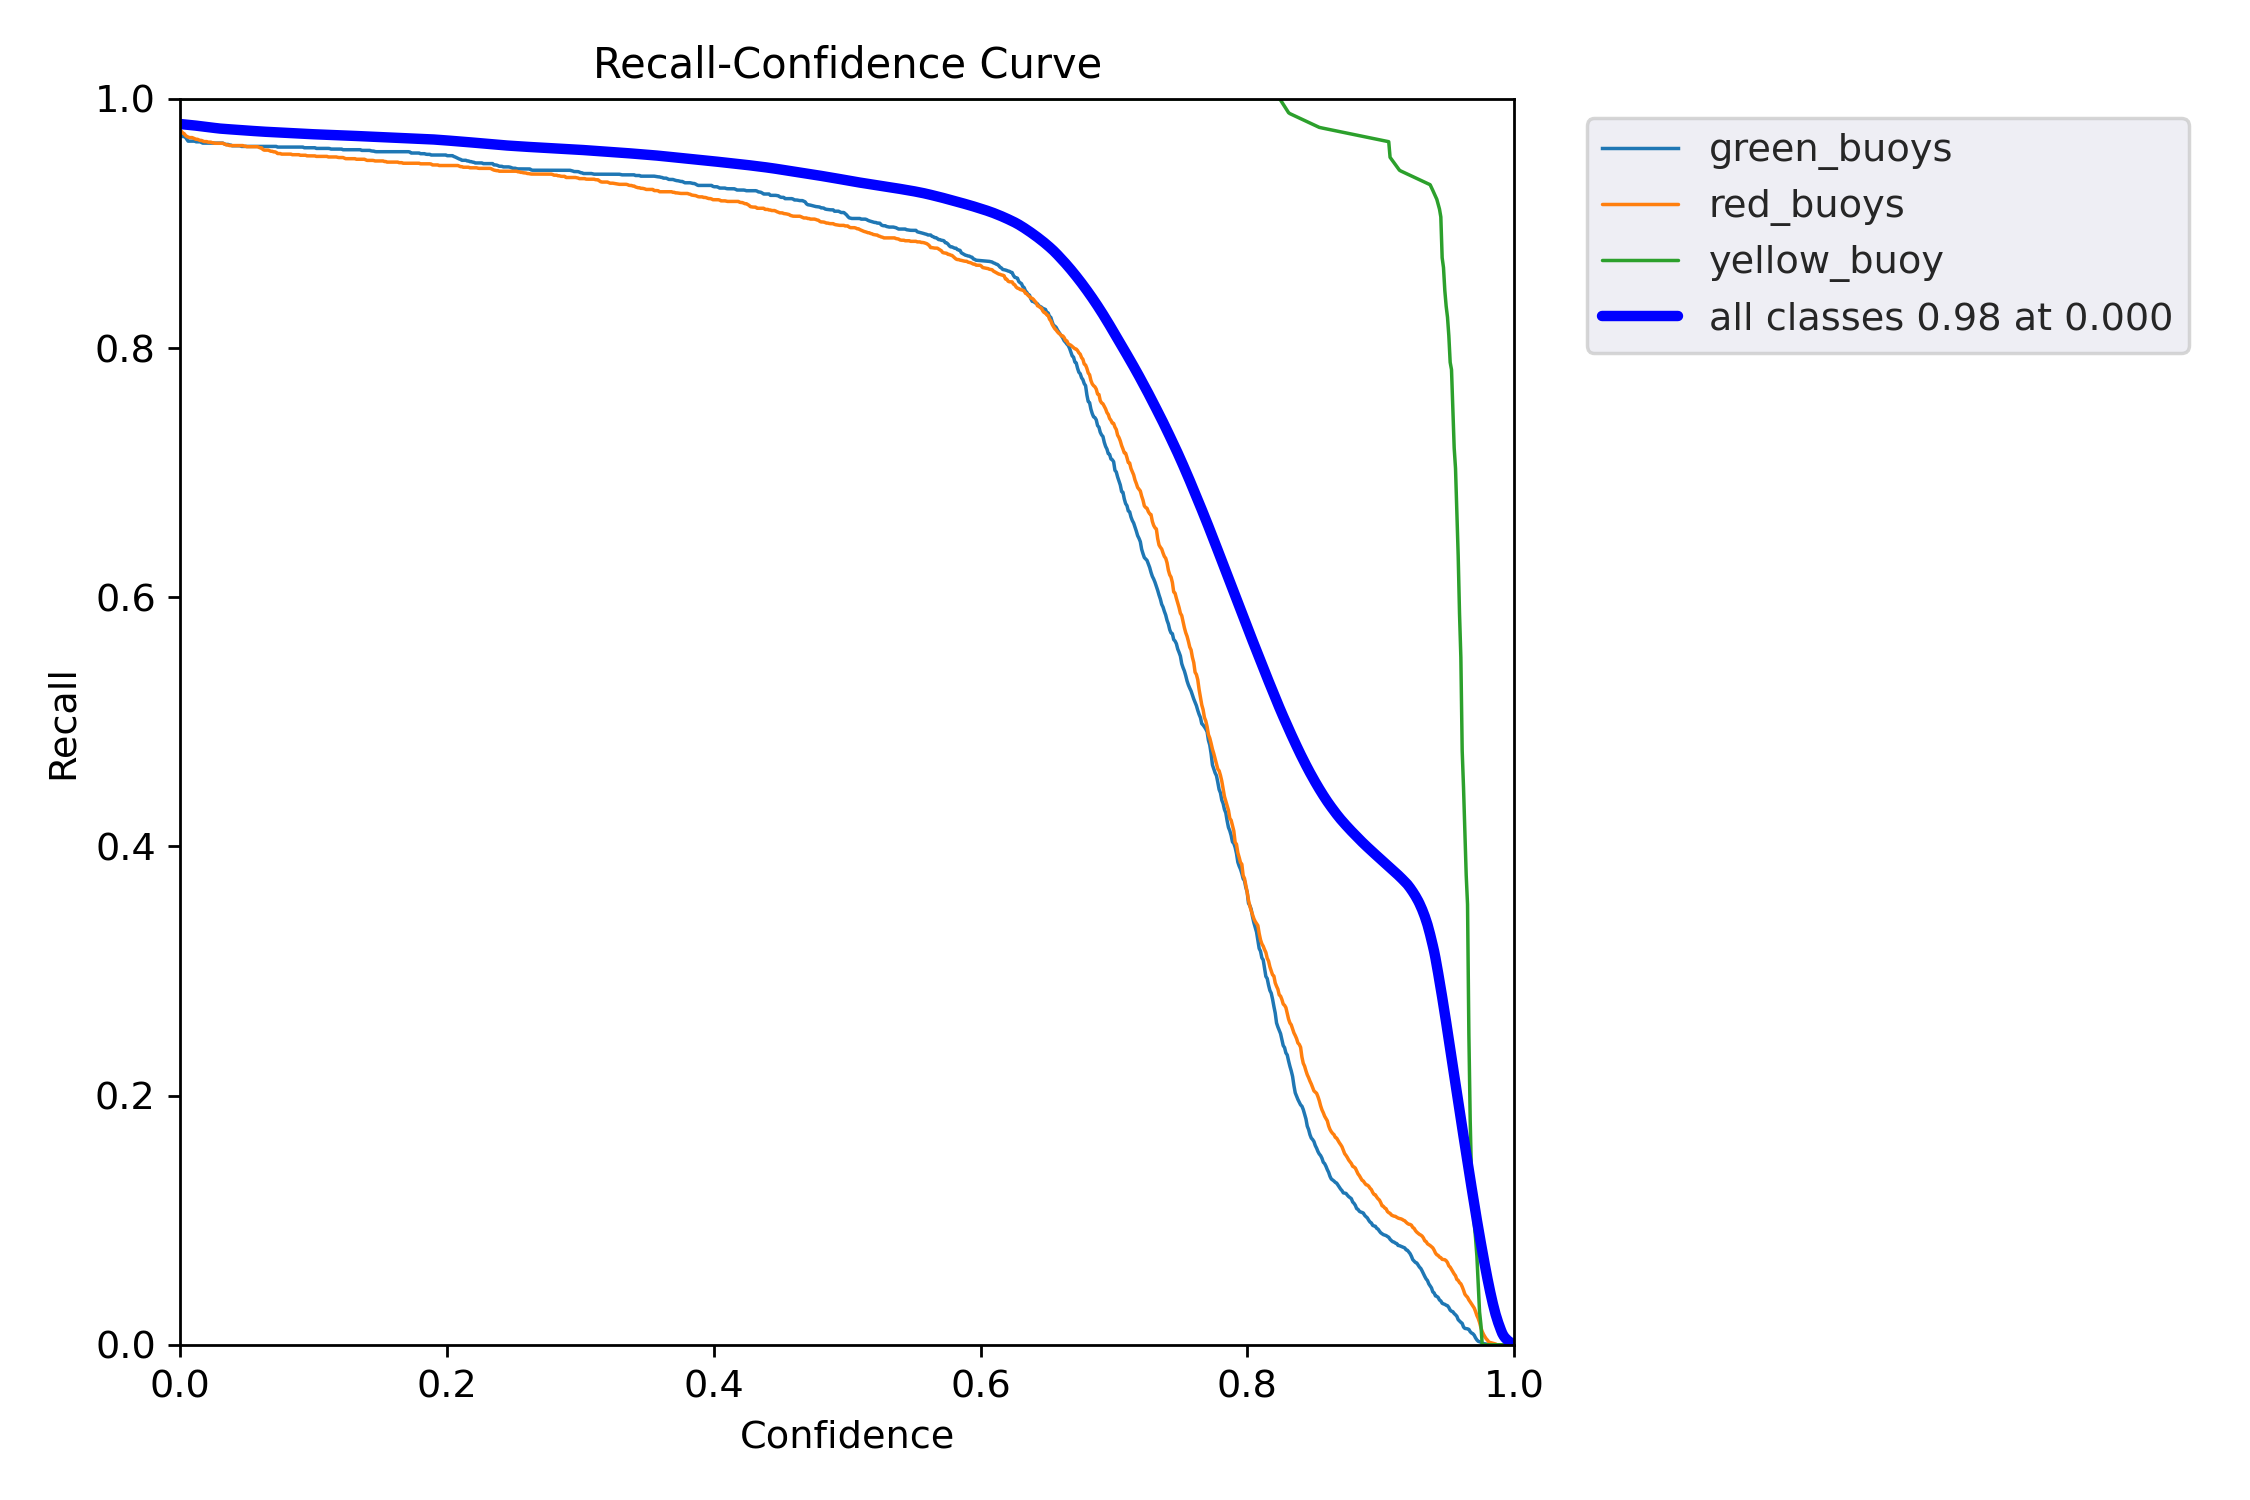 Recall-Confidence Curve
1.0
0.8
0.6
0.4
0.2
0.0
Recall
0.0 0.2 0.4 0.6 0.8 1.0
Confidence
green_buoys
red_buoys
yellow_buoy
all classes 0.98 at 0.000